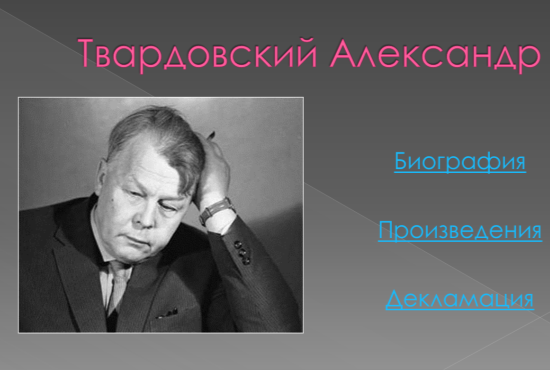 Твардовский Александр
Биография
Произведения
Декламация